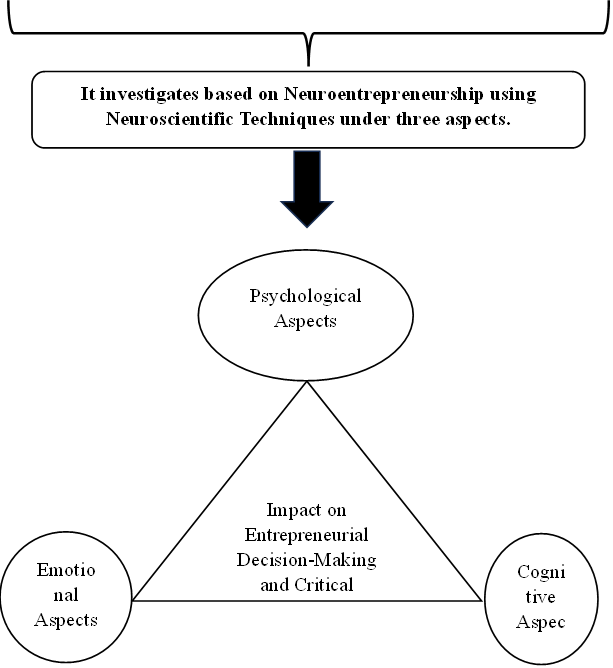 It investigates based on Neuroentrepreneurship using
Neuroscientific Techniques under three aspects.
Psychological
Aspects
Impact on
Entrepreneurial
Decision-Making
and Critical
Emotio
nal
Aspects
Cogni
tive
Aspec